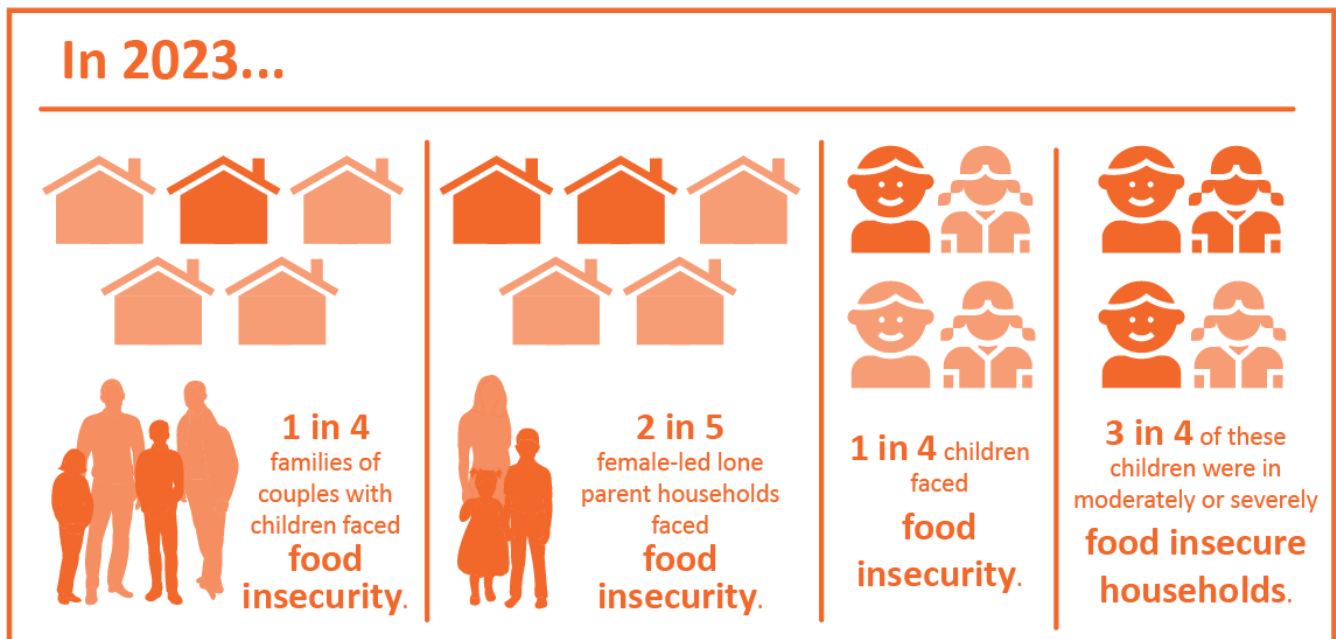 In 2023...
1 in 4
families of
couples with
children faced
food
insecurity.
2 in 5
female-led lone
parent households
faced
food
insecurity.
1 in 4 children
faced
food
insecurity.
3 in 4 of these
children were in
moderately or severely
food insecure
households.